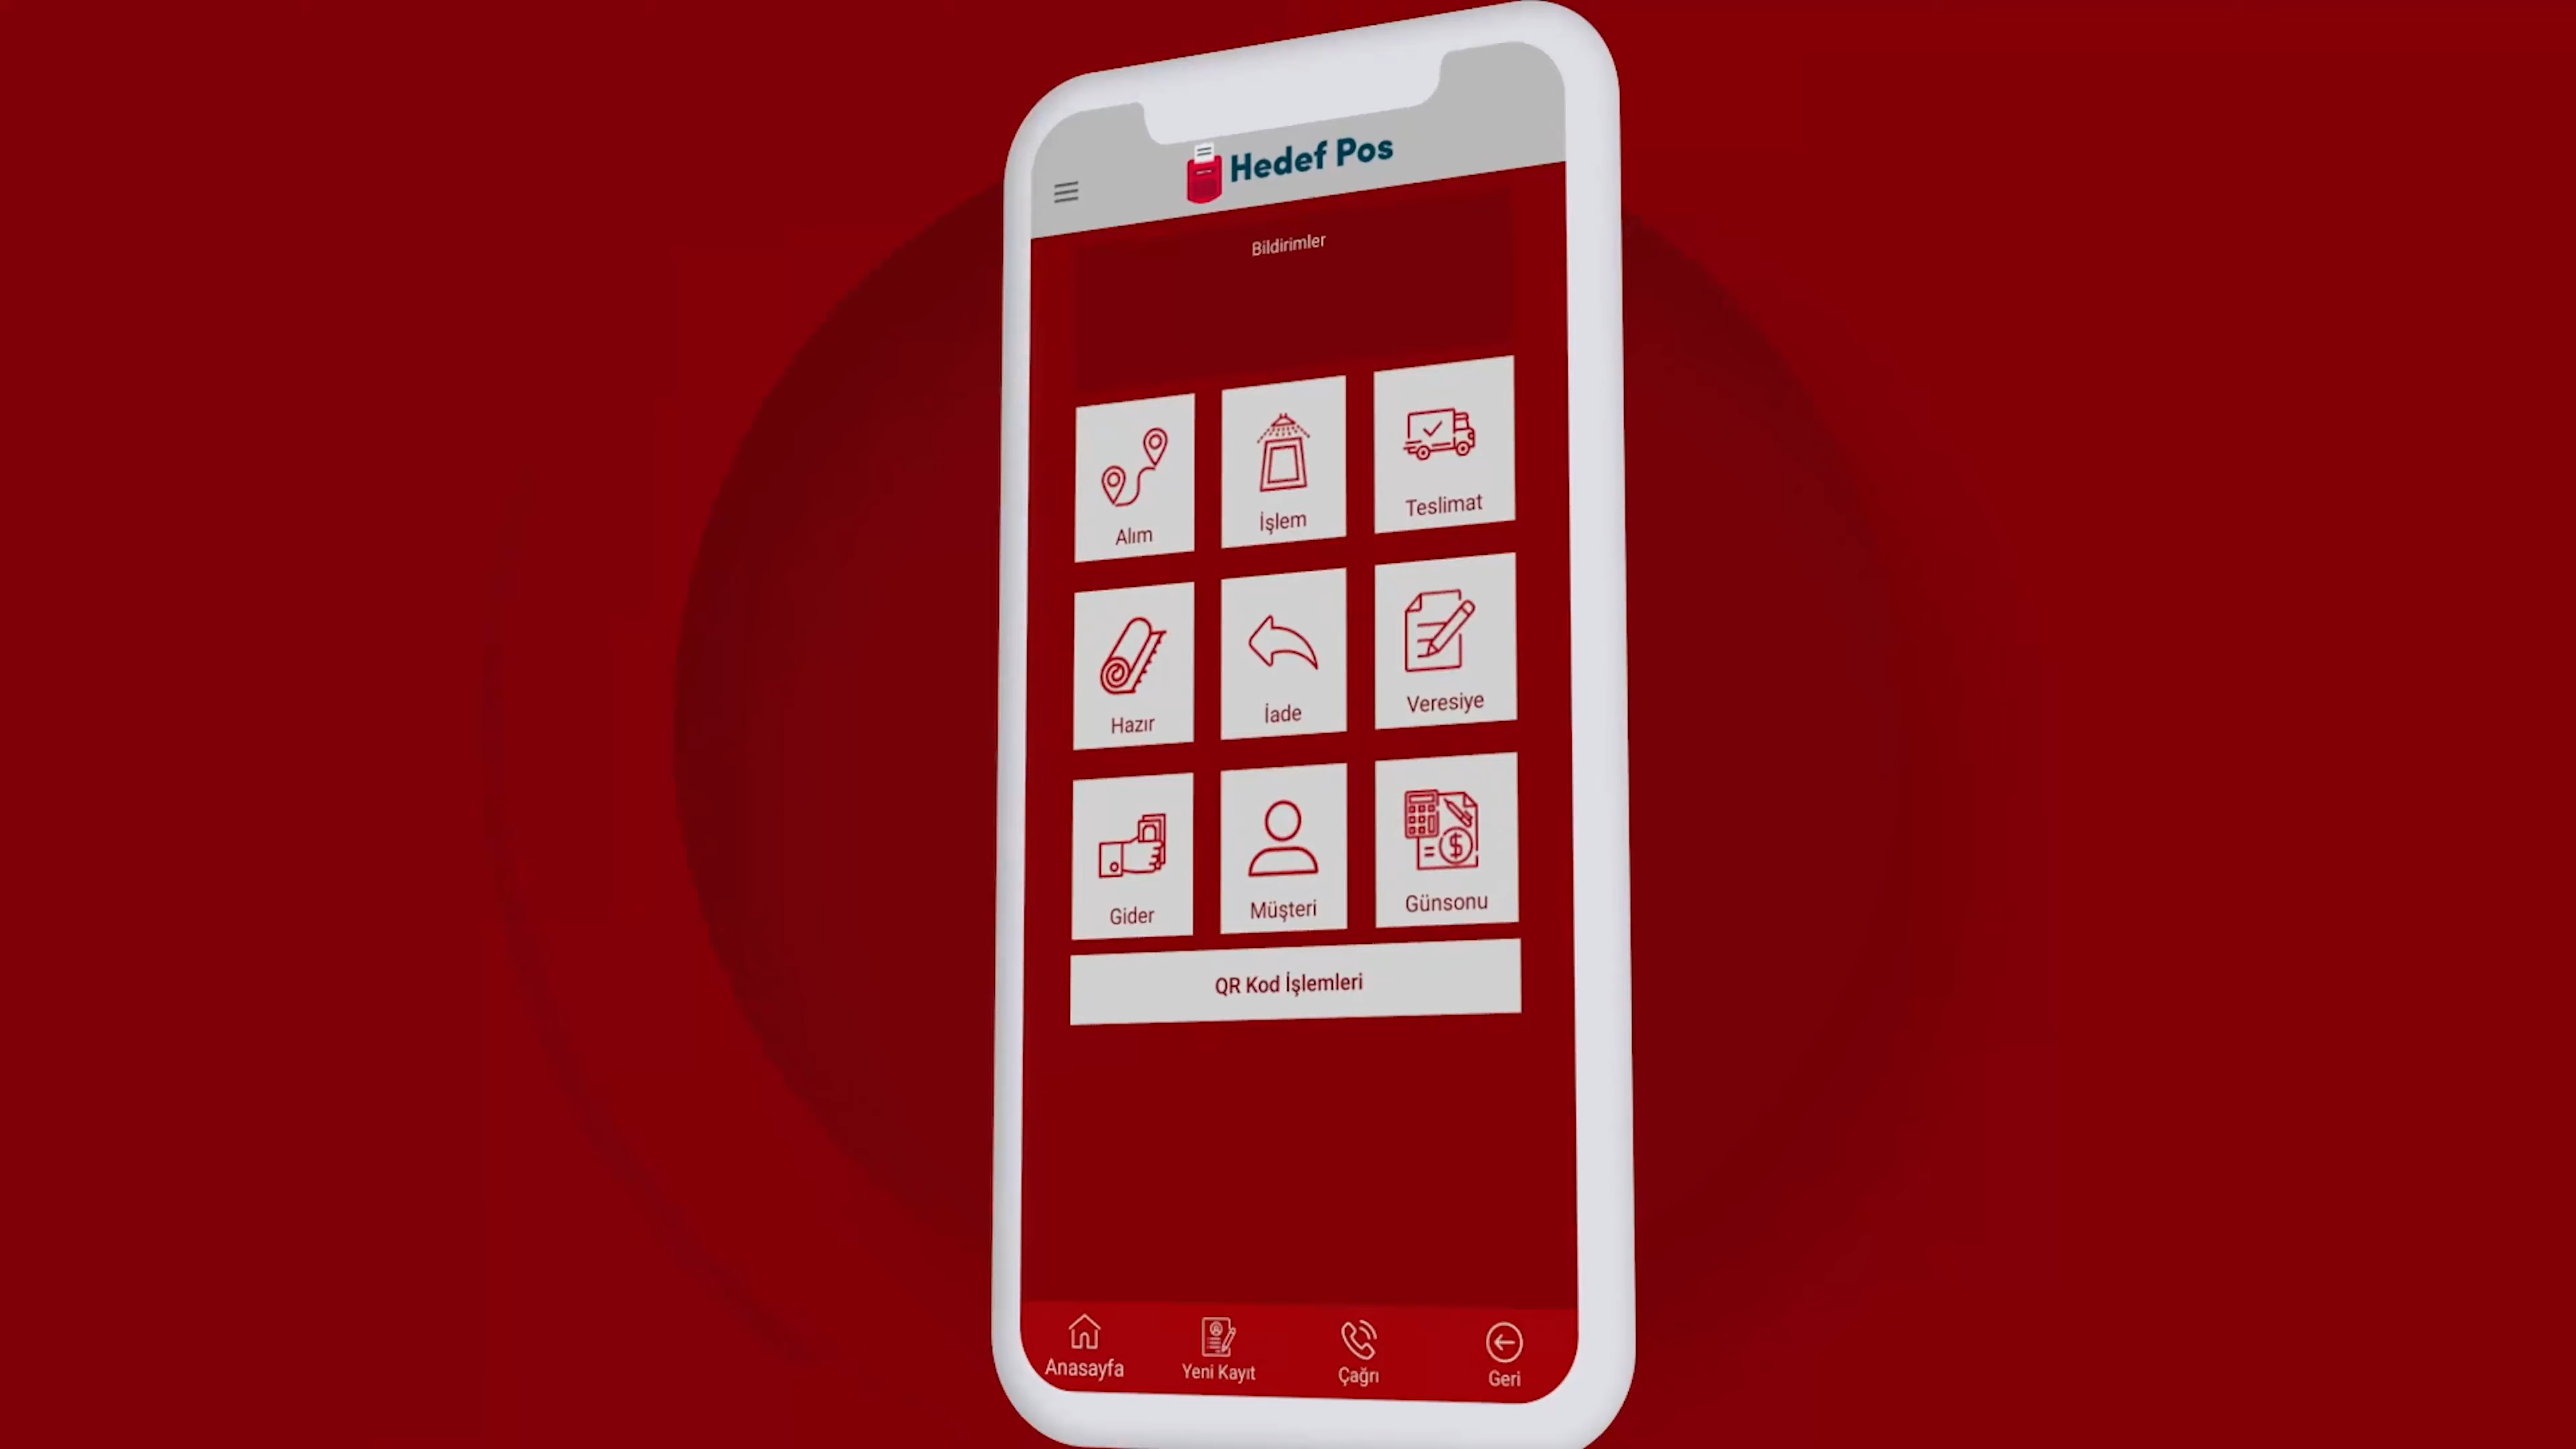 Hedef Pos
Bildirimler
Alım
İşlem
Teslimat
Hazır
İade
Veresiye
Gider
Müşteri
Günsonu
QR Kod İşlemleri
Anasayfa
Yeni Kayıt
Çağrı
Geri